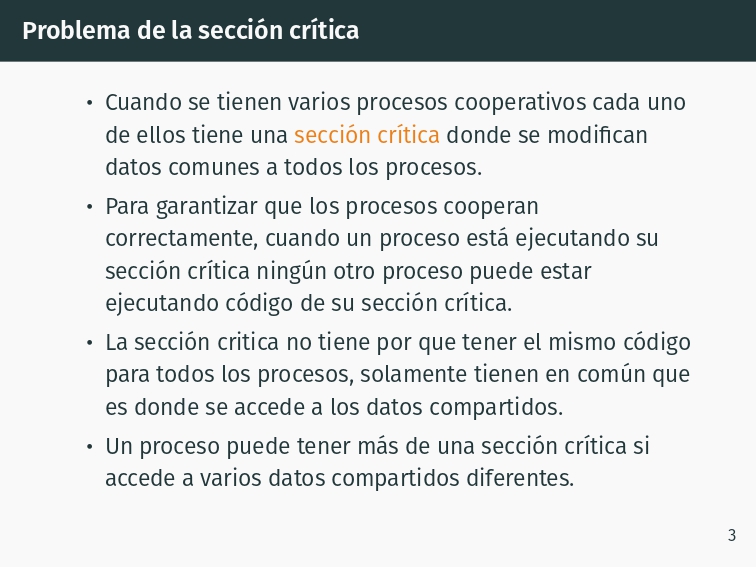 Problema de la sección crítica
• Cuando se tienen varios procesos cooperativos cada uno
de ellos tiene una sección crítica donde se modifican
datos comunes a todos los procesos.
• Para garantizar que los procesos cooperan
correctamente, cuando un proceso está ejecutando su
sección crítica ningún otro proceso puede estar
ejecutando código de su sección crítica.
• La sección critica no tiene por que tener el mismo código
para todos los procesos, solamente tienen en común que
es donde se accede a los datos compartidos.
• Un proceso puede tener más de una sección crítica si
accede a varios datos compartidos diferentes.
3